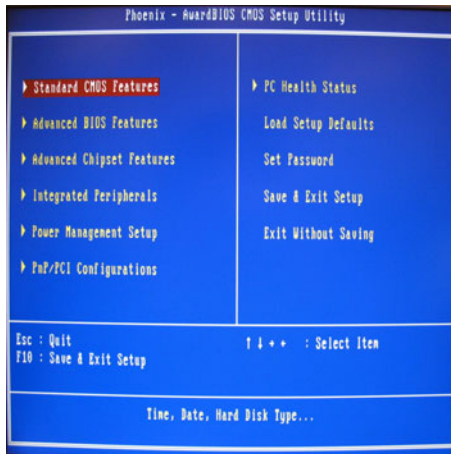 Phoenix - AwardBIOS CMOS Setup Utility
Standard CMOS Features
Advanced BIOS Features
Advanced Chipset Features
Integrated Peripherals
Power Management Setup
PnP/PCI Configurations
PC Health Status
Load Setup Defaults
Set Password
Save & Exit Setup
Exit Without Saving
Esc : Quit
F10 : Save & Exit Setup
↑ ↓ → ← : Select Item
Time, Date, Hard Disk Type...